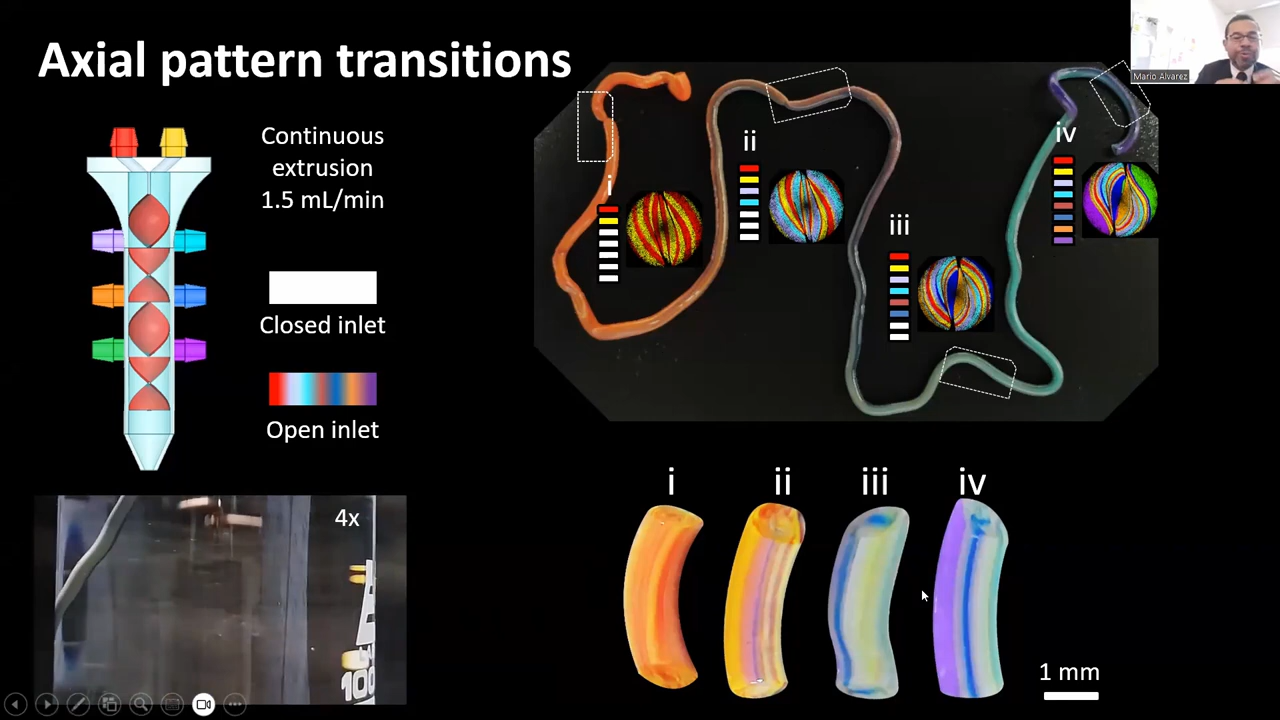 Axial pattern transitions
Mario Alvarez
Continuous
extrusion
1.5 mL/min
Closed inlet
Open inlet
i
ii
iii
iv
4x
100
i
ii
iii
iv
1 mm